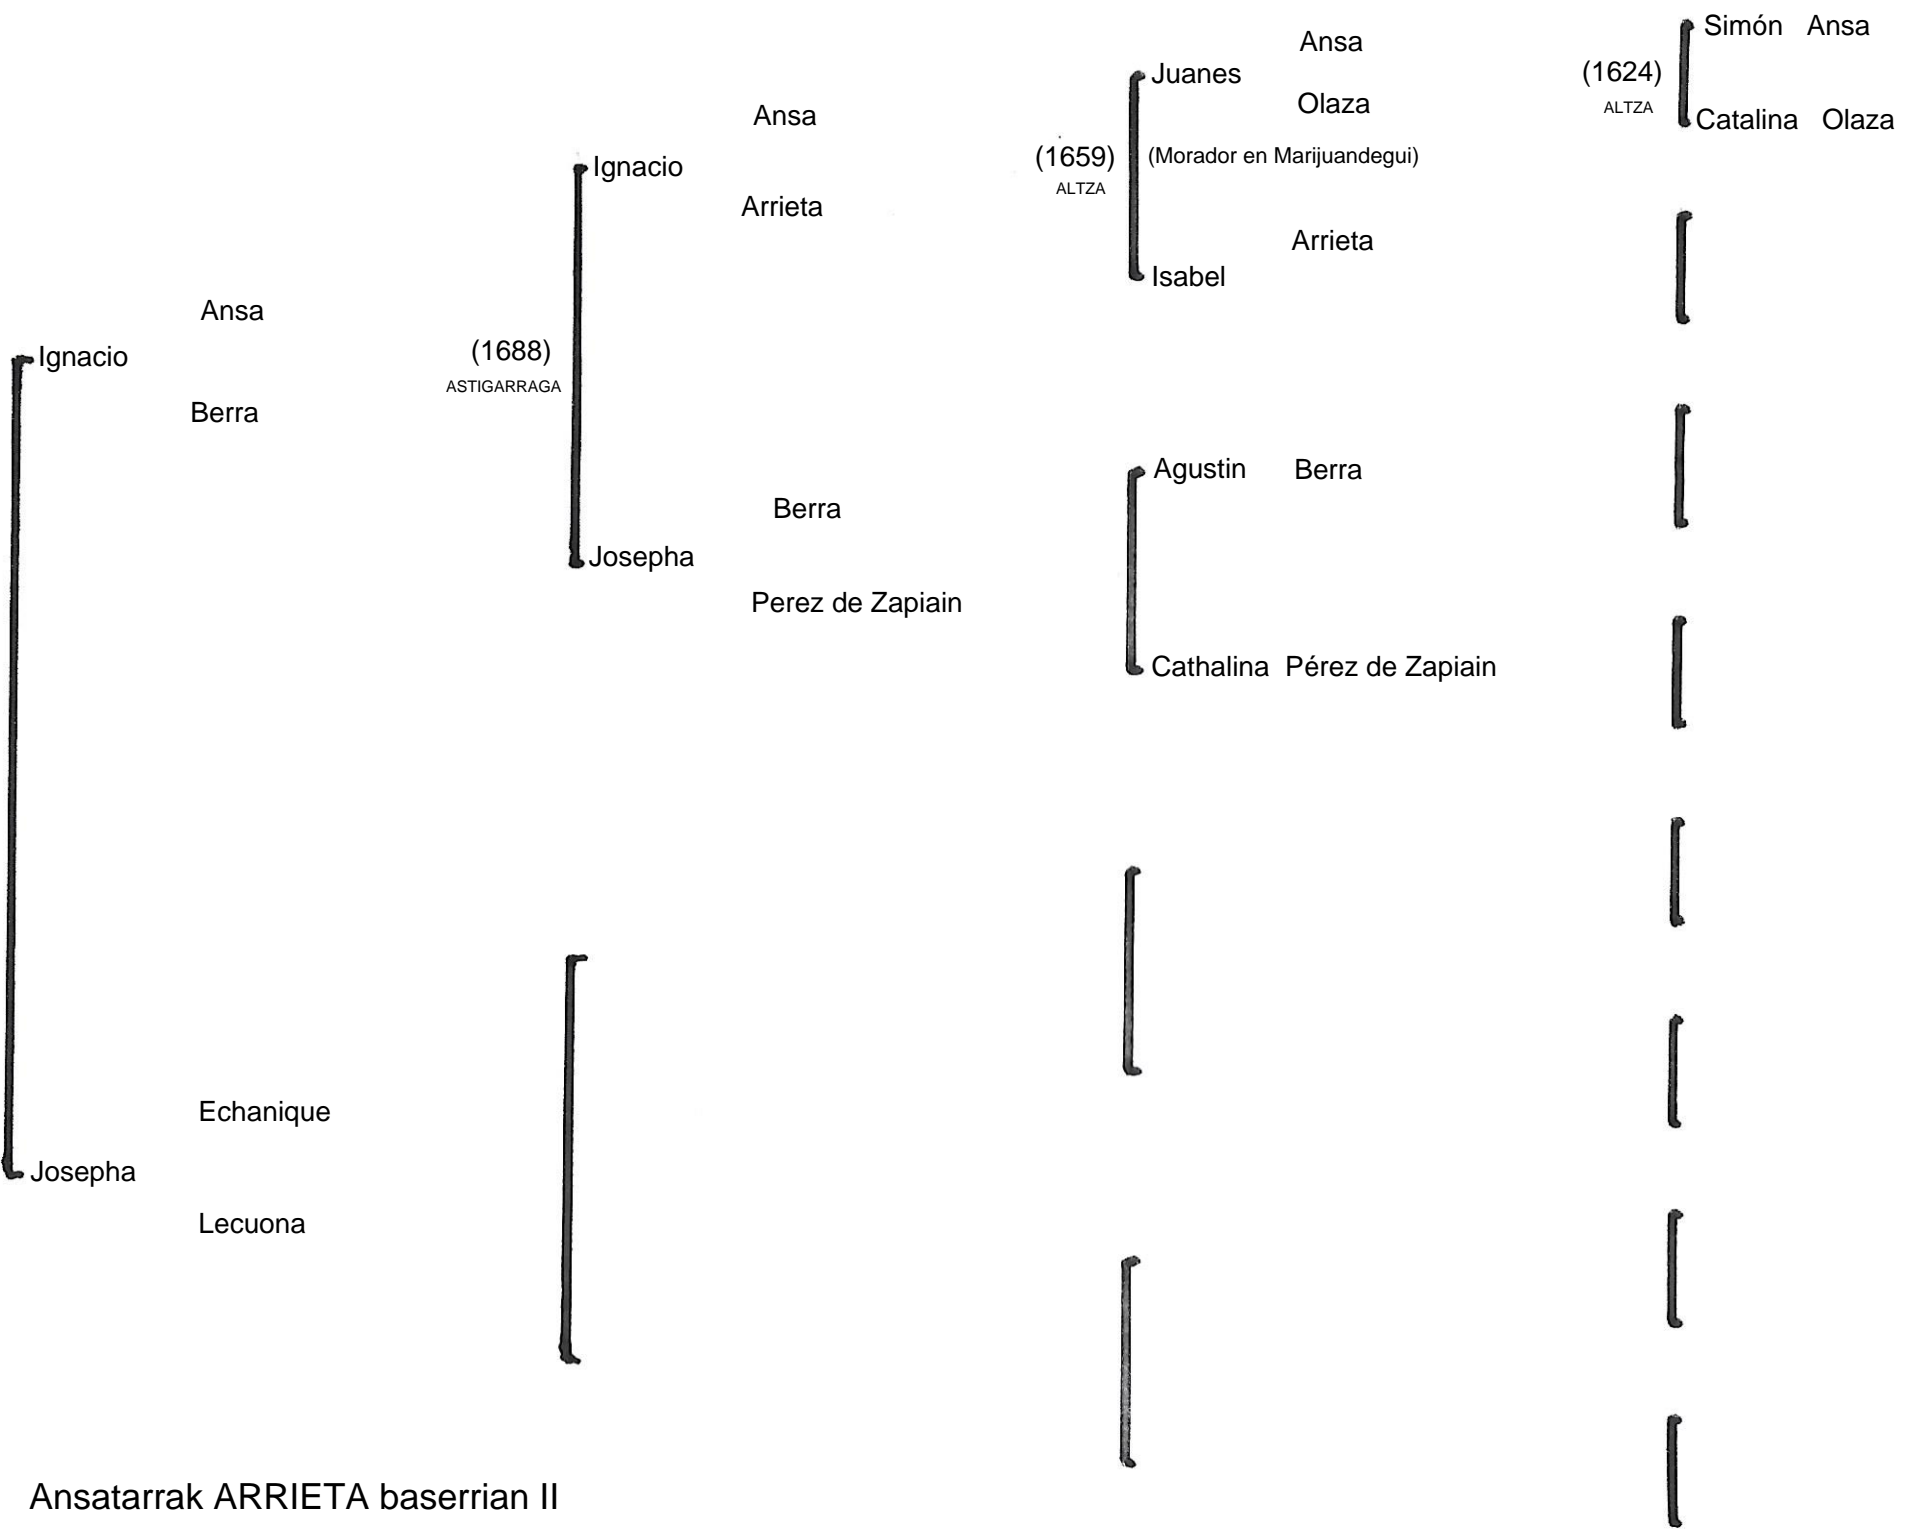 Ansa
Ignacio
Berra
Echanique
Josepha
Lecuona
(1688)
ASTIGARRAGA
Ansa
Ignacio
Arrieta
Berra
Josepha
Perez de Zapiain
(1659)
ALTZA
Ansa
Juanes
Olaza
(Morador en Marijuandegui)
Arrieta
Isabel
Agustin Berra
Cathalina Pérez de Zapiain
(1624)
ALTZA
Simón Ansa
Catalina Olaza
Ansatarrak ARRIETA baserrian II